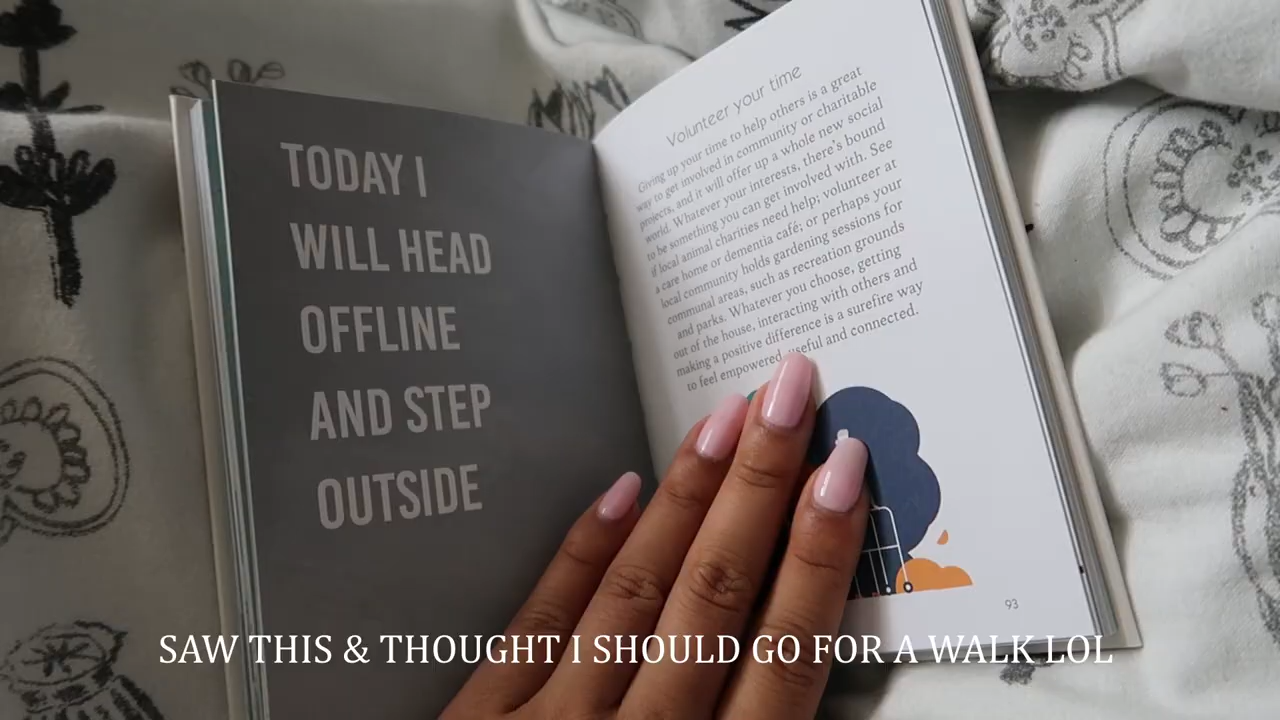 TODAY I
WILL HEAD
OFFLINE
AND STEP
OUTSIDE
Volunteer your time
Giving up your time to help others is a great
way to get involved in community or charitable
projects, and it will offer up a whole new social
world. Whatever your interests, there's bound
to be something you can get involved with. See
if local animal charities need help; volunteer at
a care home or dementia café; or perhaps your
local community holds gardening sessions for
communal areas, such as recreation grounds
and parks. Whatever you choose, getting
out of the house, interacting with others and
making a positive difference is a surefire way
to feel empowered, useful and connected.
93
SAW THIS & THOUGHT I SHOULD GO FOR A WALK LOL